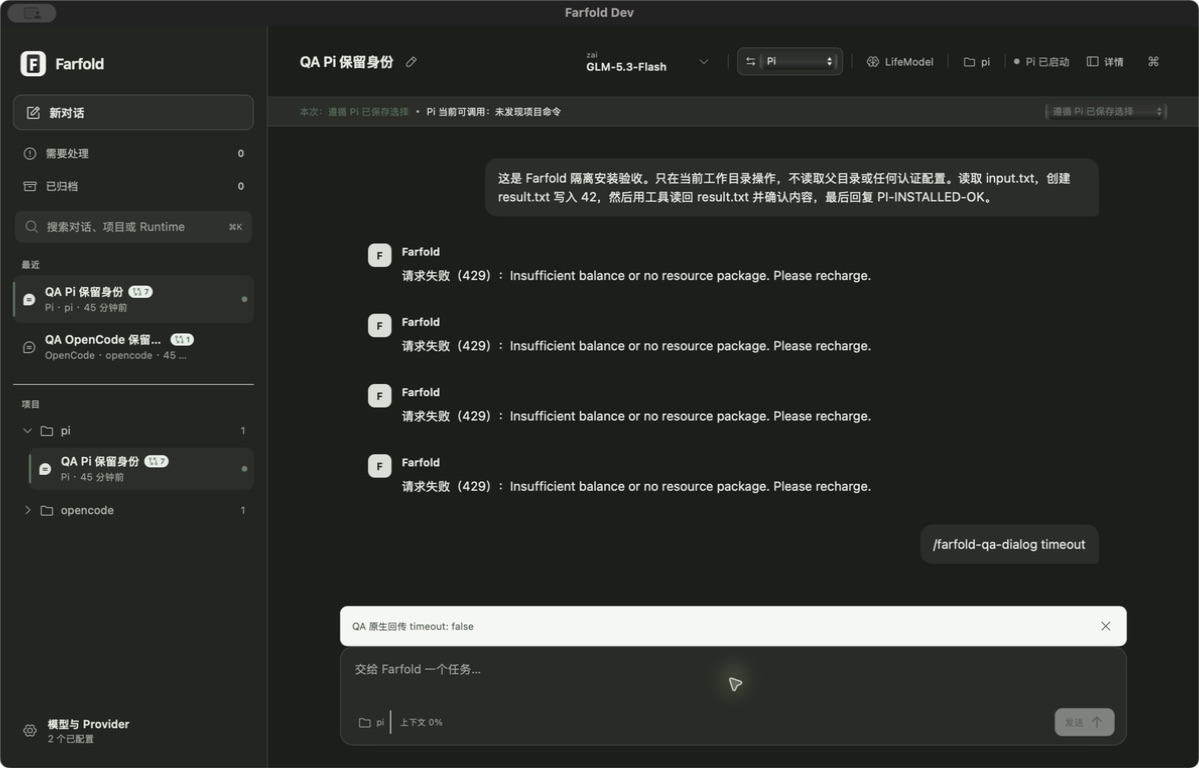 Farfold Dev
Farfold
新对话
需要处理 0
已归档 0
搜索对话、项目或 Runtime ⌘K
最近
QA Pi 保留身份 7
Pi · pi · 45 分钟前
QA OpenCode 保留... 1
OpenCode · opencode · 45 ...
项目
pi 1
QA Pi 保留身份 7
Pi · 45 分钟前
opencode 1
模型与 Provider
2 个已配置
QA Pi 保留身份
zai
GLM-5.3-Flash
Pi
LifeModel
pi
Pi 已启动
详情
⌘
本次：遵循 Pi 已保存选择 • Pi 当前可调用：未发现项目命令
遵循 Pi 已保存选择
这是 Farfold 隔离安装验收。只在当前工作目录操作，不读取父目录或任何认证配置。读取 input.txt，创建
result.txt 写入 42，然后用工具读回 result.txt 并确认内容，最后回复 PI-INSTALLED-OK。
F Farfold
请求失败（429）：Insufficient balance or no resource package. Please recharge.
F Farfold
请求失败（429）：Insufficient balance or no resource package. Please recharge.
F Farfold
请求失败（429）：Insufficient balance or no resource package. Please recharge.
F Farfold
请求失败（429）：Insufficient balance or no resource package. Please recharge.
/farfold-qa-dialog timeout
QA 原生回传 timeout: false
交给 Farfold 一个任务...
pi 上下文 0%
发送